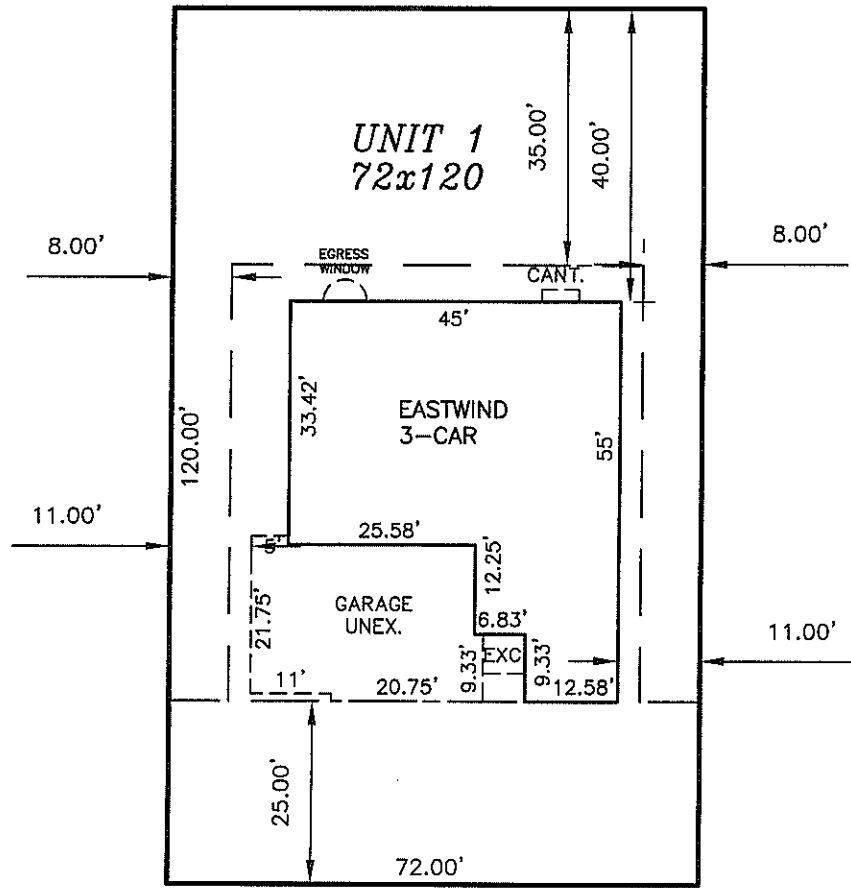 35.00'
40.00'
UNIT 1
72x120
8.00'
8.00'
EGRESS
WINDOW
CANT.
45'
33.42'
EASTWIND
3-CAR
55'
120.00'
11.00'
25.58'
5'
12.25'
GARAGE
UNEX.
21.75'
6.83'
11.00'
EXC
9.33'
9.33'
11'
20.75'
12.58'
25.00'
72.00'